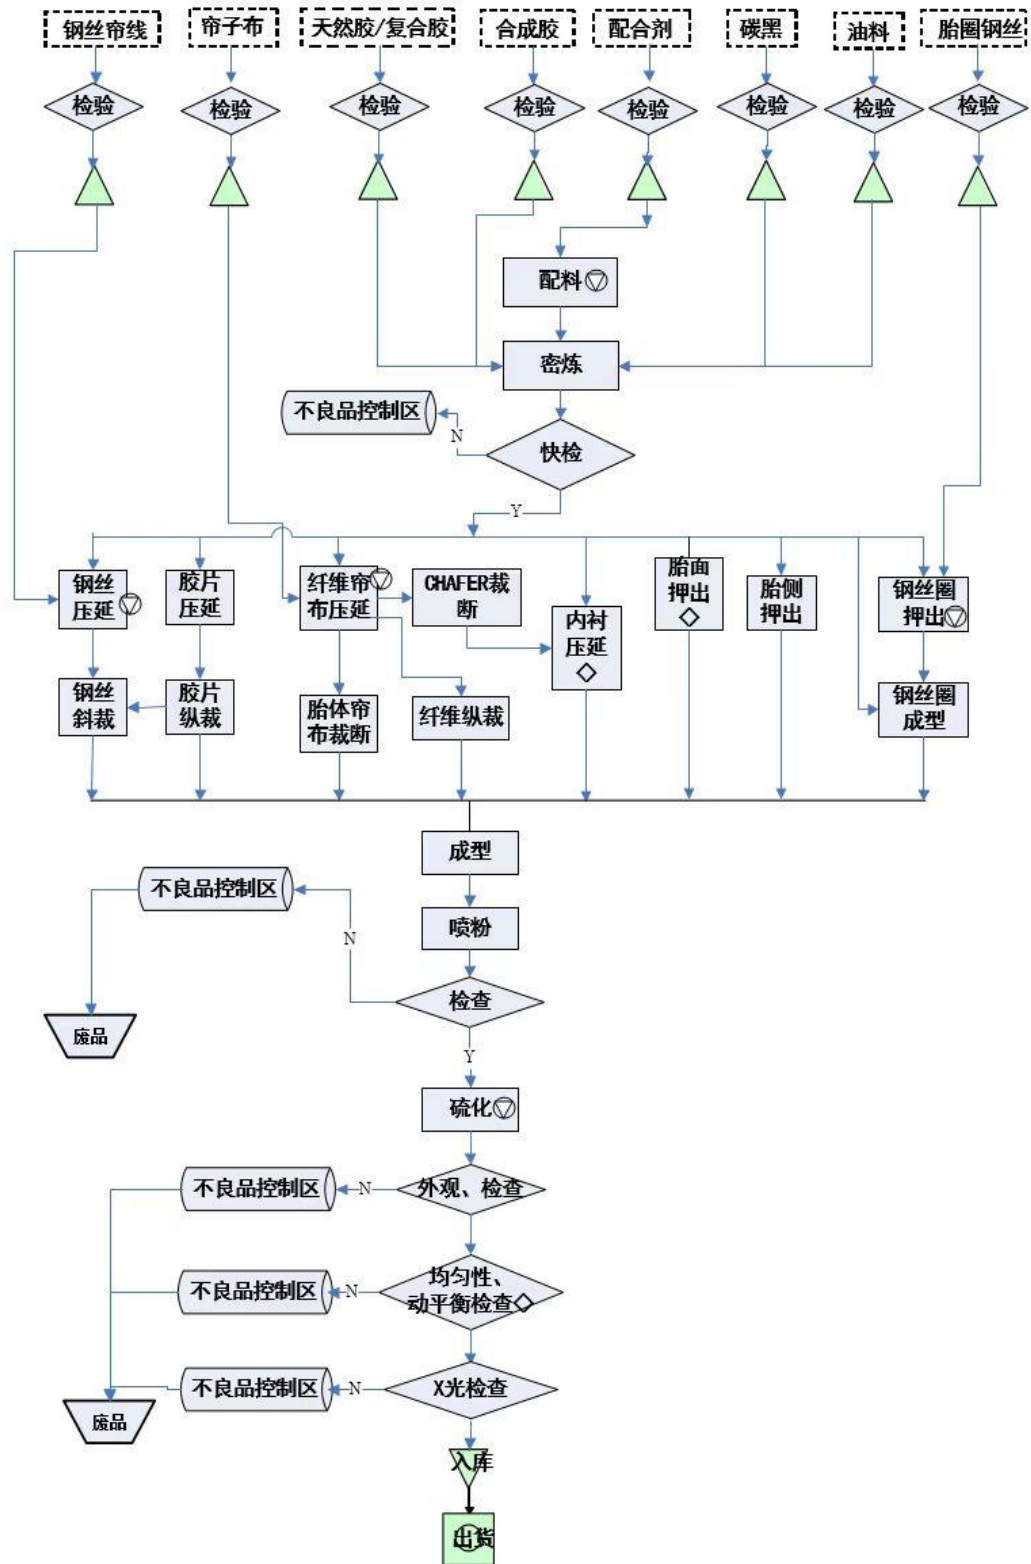 钢丝帘线
帘子布
天然胶/复合胶
合成胶
配合剂
碳黑
油料
胎圈钢丝
检验
检验
检验
检验
检验
检验
检验
检验
配料
密炼
不良品控制区
N
快检
Y
钢丝
压延
胶片
压延
纤维帘
布压延
CHAFER裁
断
内衬
压延
胎面
押出
胎侧
押出
钢丝圈
押出
钢丝
斜裁
胶片
纵裁
胎体帘
布裁断
纤维纵裁
钢丝圈
成型
成型
不良品控制区
喷粉
N
检查
废品
Y
硫化
不良品控制区
N
外观、检查
不良品控制区
N
均匀性、
动平衡检查
不良品控制区
N
X光检查
废品
入库
出货